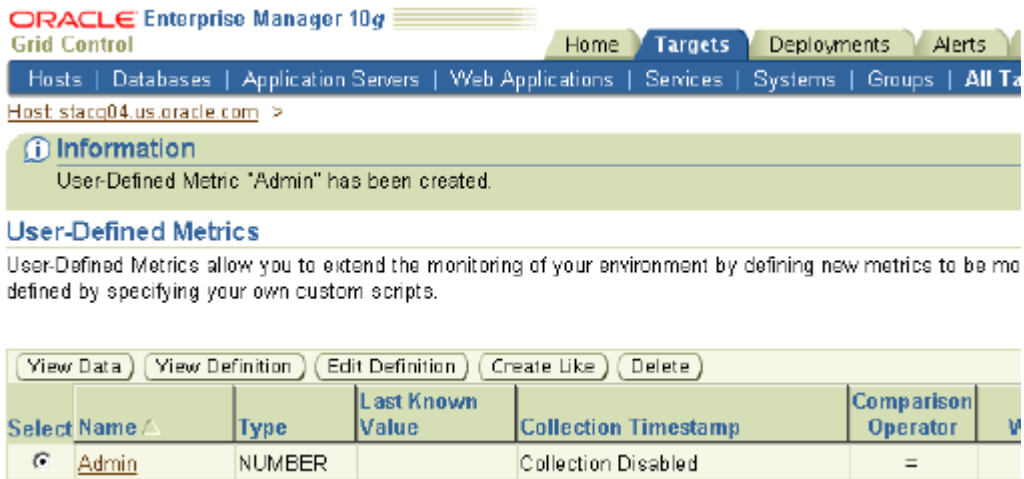 ORACLE Enterprise Manager 10g
Grid Control
Home Targets Deployments Alerts
Hosts | Databases | Application Servers | Web Applications | Services | Systems | Groups | All Ta
Host: stacq04.us.oracle.com >
Information
User-Defined Metric "Admin" has been created.
User-Defined Metrics
User-Defined Metrics allow you to extend the monitoring of your environment by defining new metrics to be mo
defined by specifying your own custom scripts.
View Data View Definition Edit Definition Create Like Delete
Select Name Type Last Known Value Collection Timestamp Comparison Operator W
Admin NUMBER Collection Disabled =